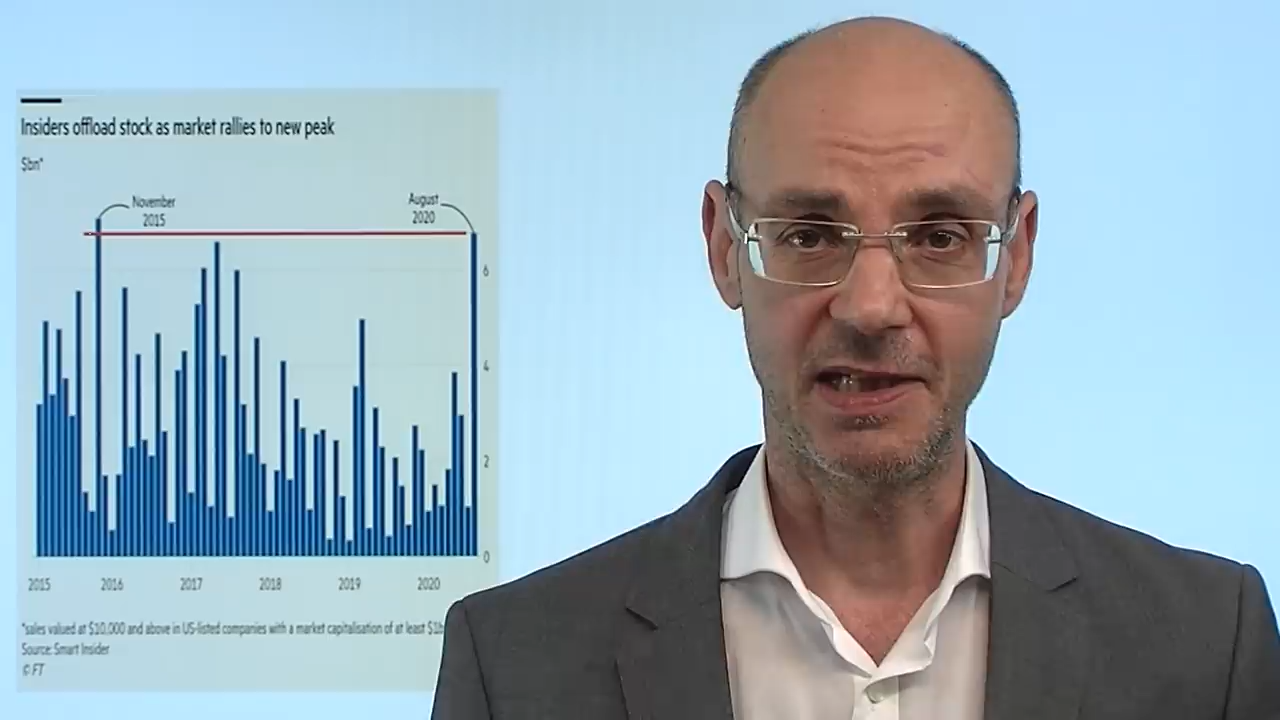 Insiders offload stock as market rallies to new peak
$bn*
November
2015
August
2020
6
4
2
0
2015 2016 2017 2018 2019 2020
*sales valued at $10,000 and above in US-listed companies with a market capitalisation of at least
Source: Smart Insider
© FT